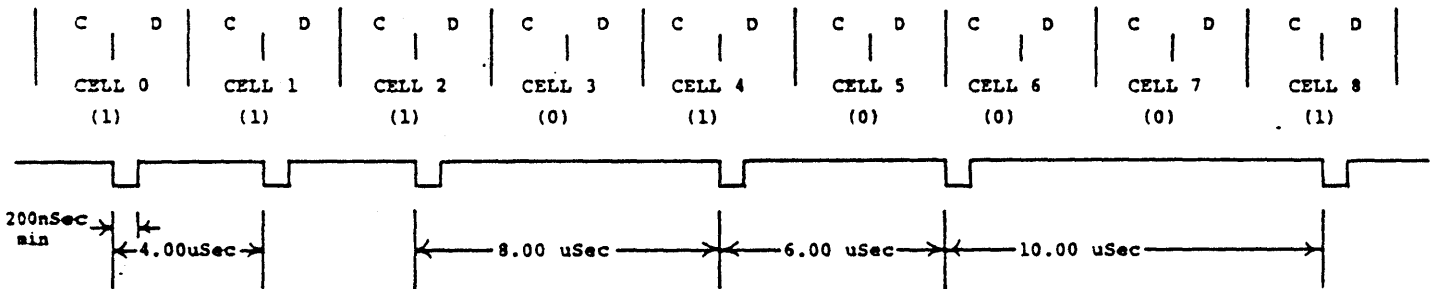 C D C D C D C D C D C D C D C D C D
CELL 0 CELL 1 CELL 2 CELL 3 CELL 4 CELL 5 CELL 6 CELL 7 CELL 8
(1) (1) (1) (0) (1) (0) (0) (0) (1)
200nSec
min
4.00uSec 8.00 uSec 6.00 uSec 10.00 uSec